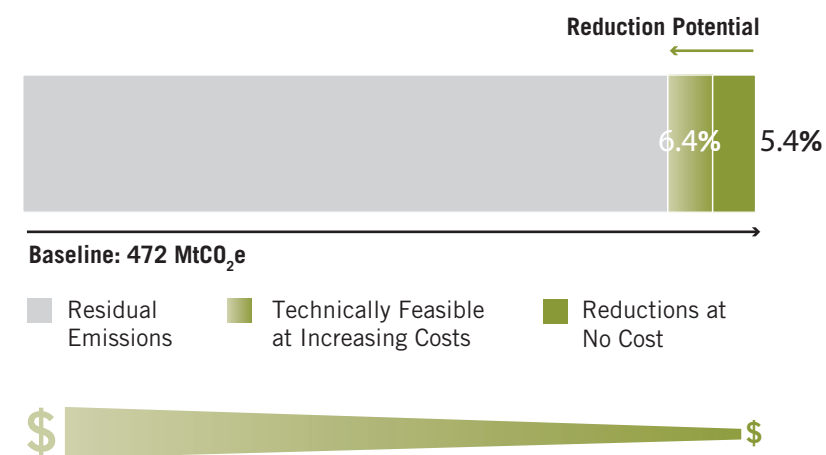 Reduction Potential
6.4%
5.4%
Baseline: 472 MtCO₂e
Residual
Emissions
Technically Feasible
at Increasing Costs
Reductions at
No Cost
$
$